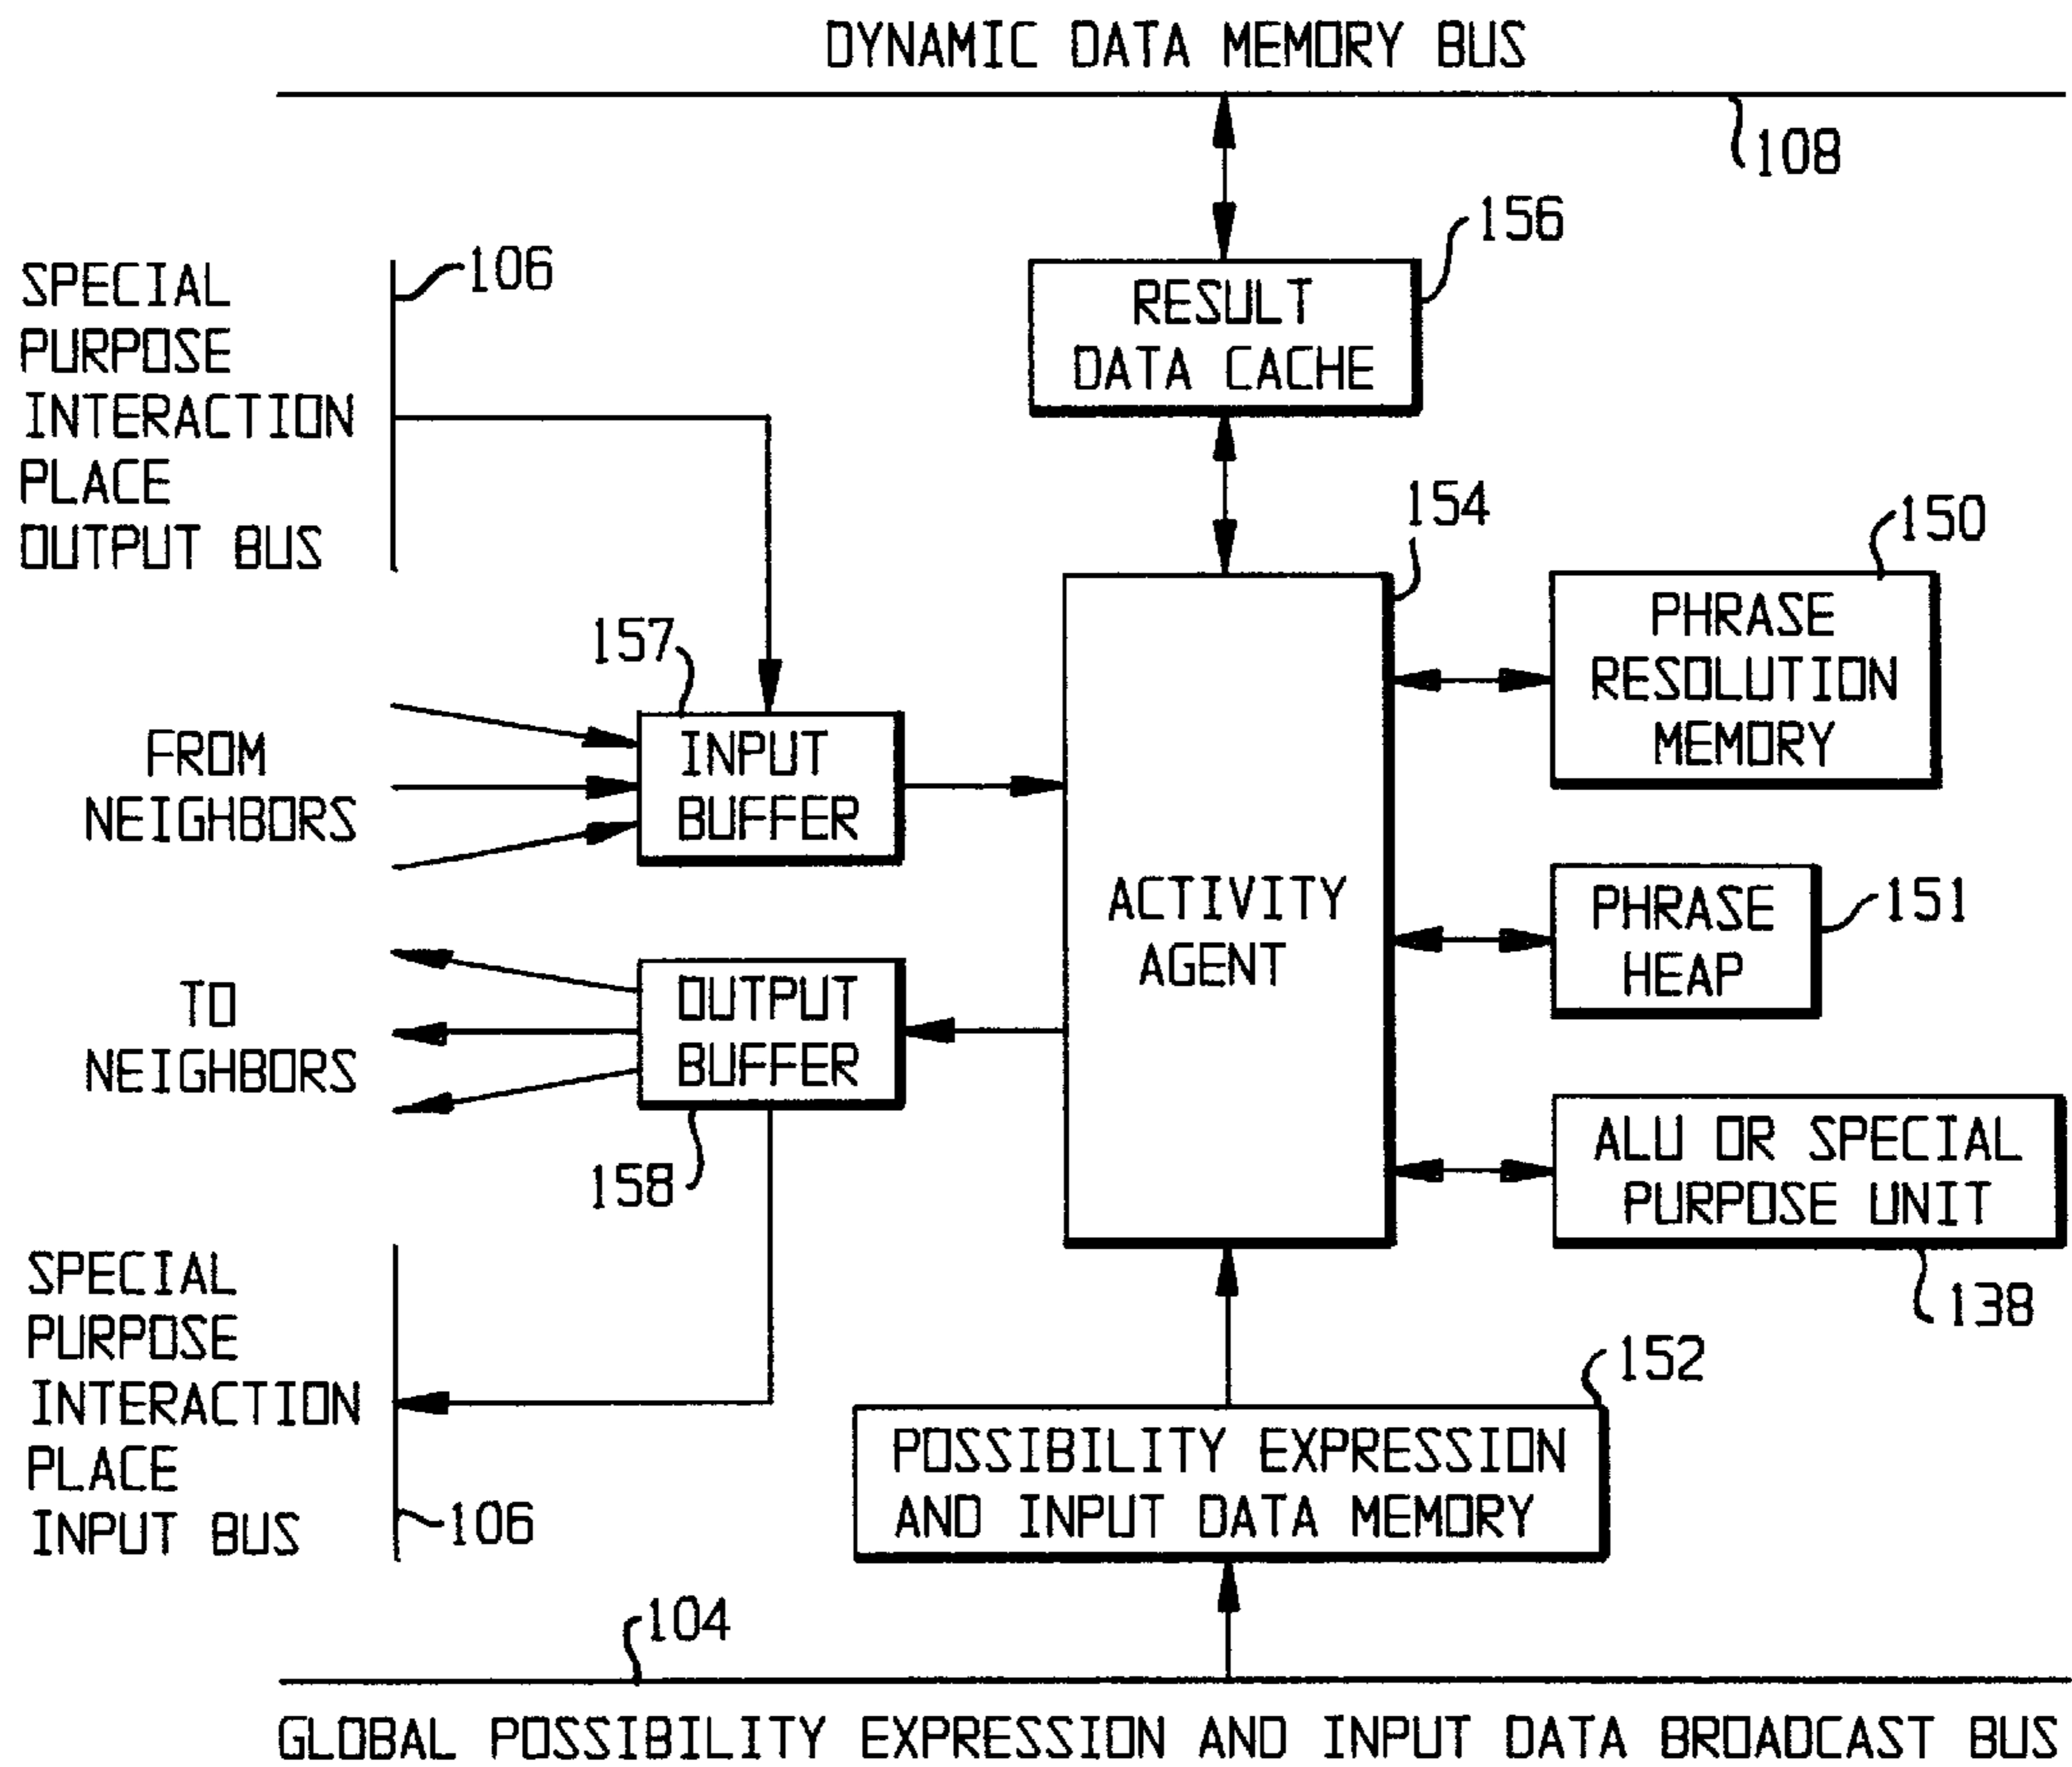 DYNAMIC DATA MEMORY BUS
108
156
106
SPECIAL
PURPOSE
INTERACTION
PLACE
OUTPUT BUS
RESULT
DATA CACHE
154
150
157
PHRASE
RESOLUTION
MEMORY
FROM
NEIGHBORS
INPUT
BUFFER
ACTIVITY
AGENT
PHRASE
HEAP
151
TO
NEIGHBORS
OUTPUT
BUFFER
158
ALU OR SPECIAL
PURPOSE UNIT
138
SPECIAL
PURPOSE
INTERACTION
PLACE
INPUT BUS
106
152
POSSIBILITY EXPRESSION
AND INPUT DATA MEMORY
104
GLOBAL POSSIBILITY EXPRESSION AND INPUT DATA BROADCAST BUS